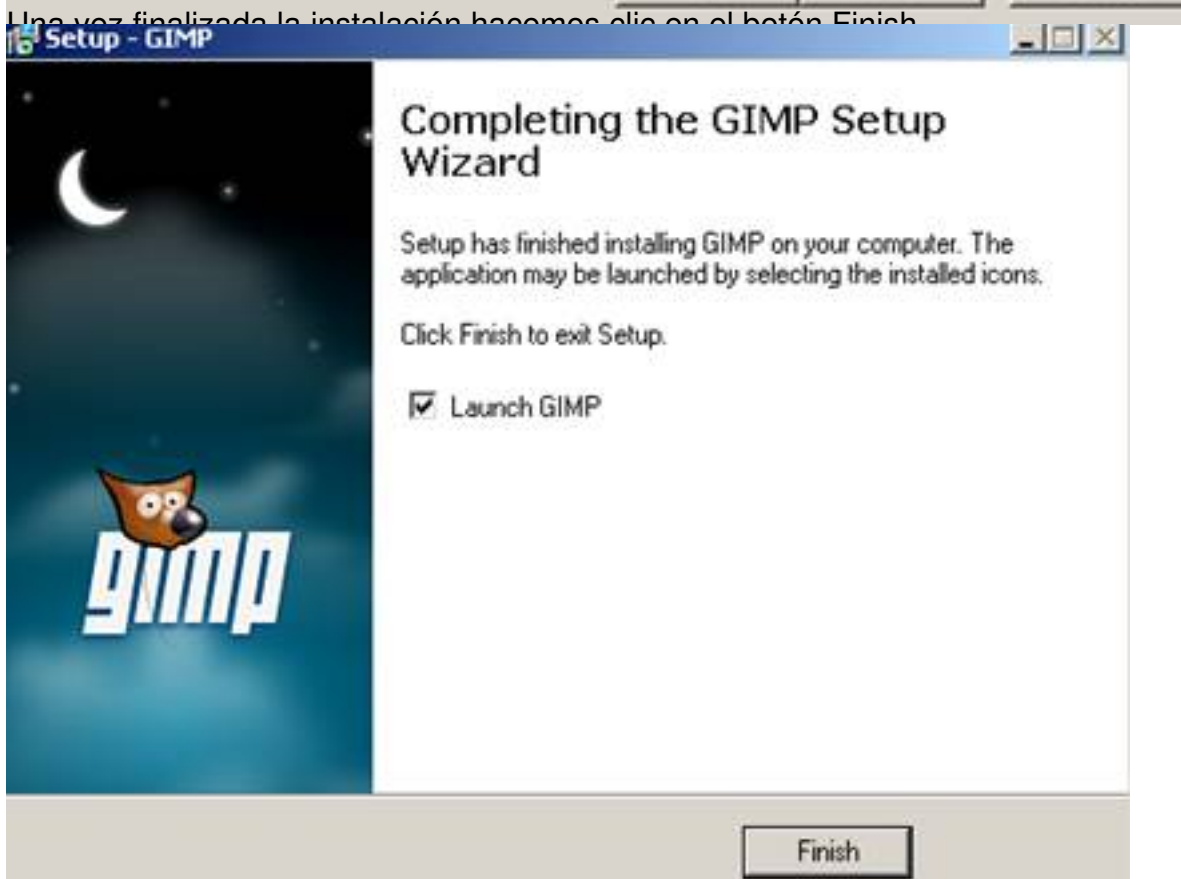 Una vez finalizada la instalación hacemos clic en el botón Finish
Setup - GIMP
Completing the GIMP Setup
Wizard
Setup has finished installing GIMP on your computer. The
application may be launched by selecting the installed icons.
Click Finish to exit Setup.
Launch GIMP
gimp
Finish